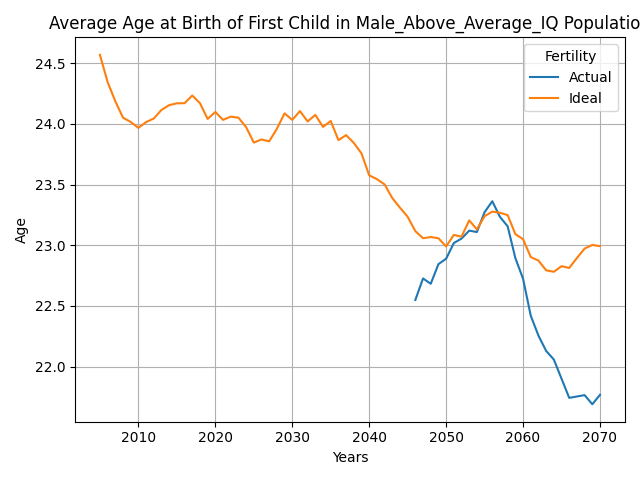 Average Age at Birth of First Child in Male_Above_Average_IQ Populatio
Fertility
Actual
Ideal
24.5
24.0
23.5
23.0
22.5
22.0
Age
2010 2020 2030 2040 2050 2060 2070
Years